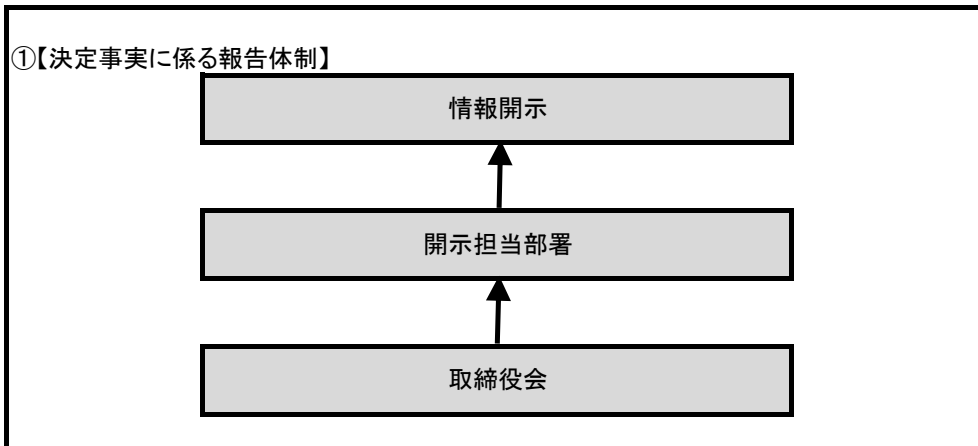 ①【決定事実に係る報告体制】
情報開示
開示担当部署
取締役会